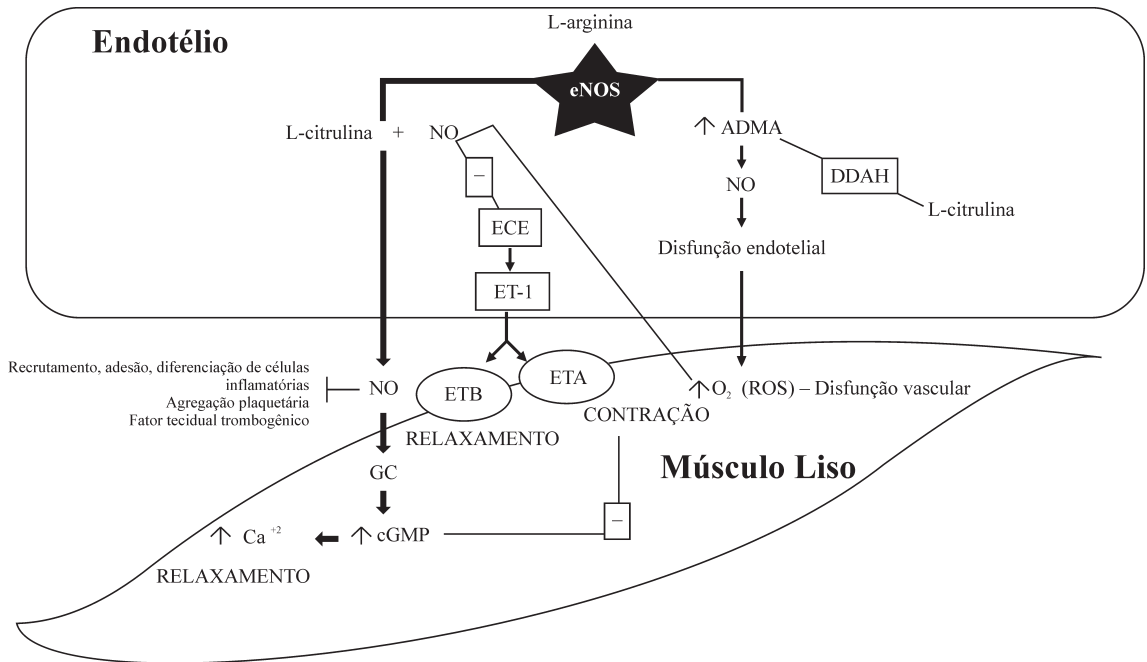 L-arginina
Endotélio
eNOS
L-citrulina + NO
↑ ADMA
–
DDAH
NO
L-citrulina
ECE
Disfunção endotelial
ET-1
Recrutamento, adesão, diferenciação de células
inflamatórias
Agregação plaquetária
Fator tecidual trombogênico
NO
ETB
ETA
↑O₂ (ROS) – Disfunção vascular
CONTRAÇÃO
RELAXAMENTO
Músculo Liso
GC
–
↑ Ca⁺²
↑ cGMP
RELAXAMENTO